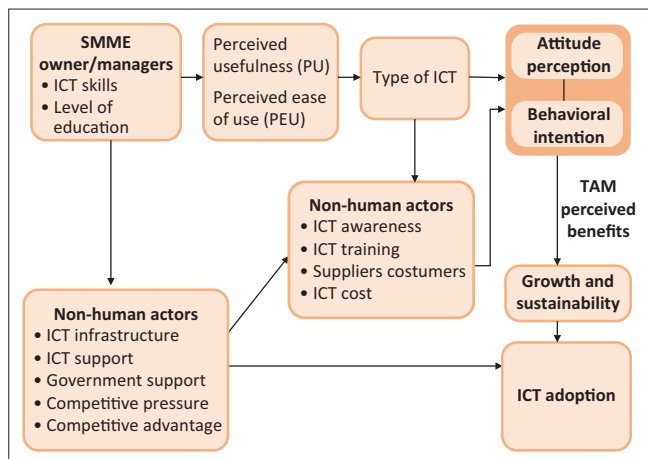 SMME
owner/managers
• ICT skills
• Level of
education
Perceived
usefulness (PU)
Perceived ease
of use (PEU)
Type of ICT
Attitude
perception
Behavioral
intention
TAM
perceived
benefits
Non-human actors
• ICT awareness
• ICT training
• Suppliers costumers
• ICT cost
Growth and
sustainability
Non-human actors
• ICT infrastructure
• ICT support
• Government support
• Competitive pressure
• Competitive advantage
ICT adoption